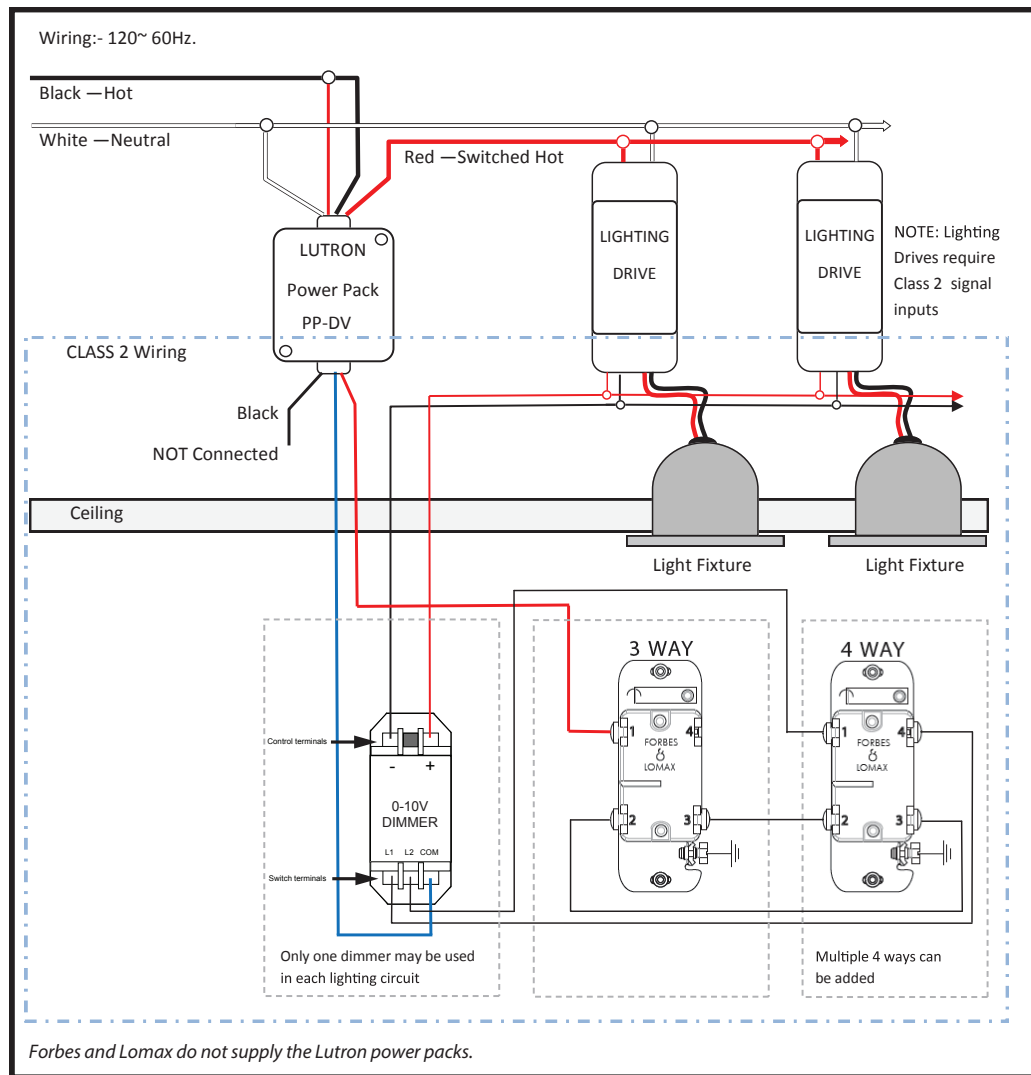 Wiring:- 120~ 60Hz.
Black —Hot
White —Neutral
Red —Switched Hot
LUTRON
Power Pack
PP-DV
LIGHTING
DRIVE
LIGHTING
DRIVE
NOTE: Lighting
Drives require
Class 2 signal
inputs
CLASS 2 Wiring
Black
NOT Connected
Ceiling
Light Fixture
Light Fixture
3 WAY
4 WAY
1
4
FORBES
&
LOMAX
2
3
1
4
FORBES
&
LOMAX
2
3
Control terminals
- +
0-10V
DIMMER
L1 L2 COM
Switch terminals
Only one dimmer may be used
in each lighting circuit
Multiple 4 ways can
be added
Forbes and Lomax do not supply the Lutron power packs.